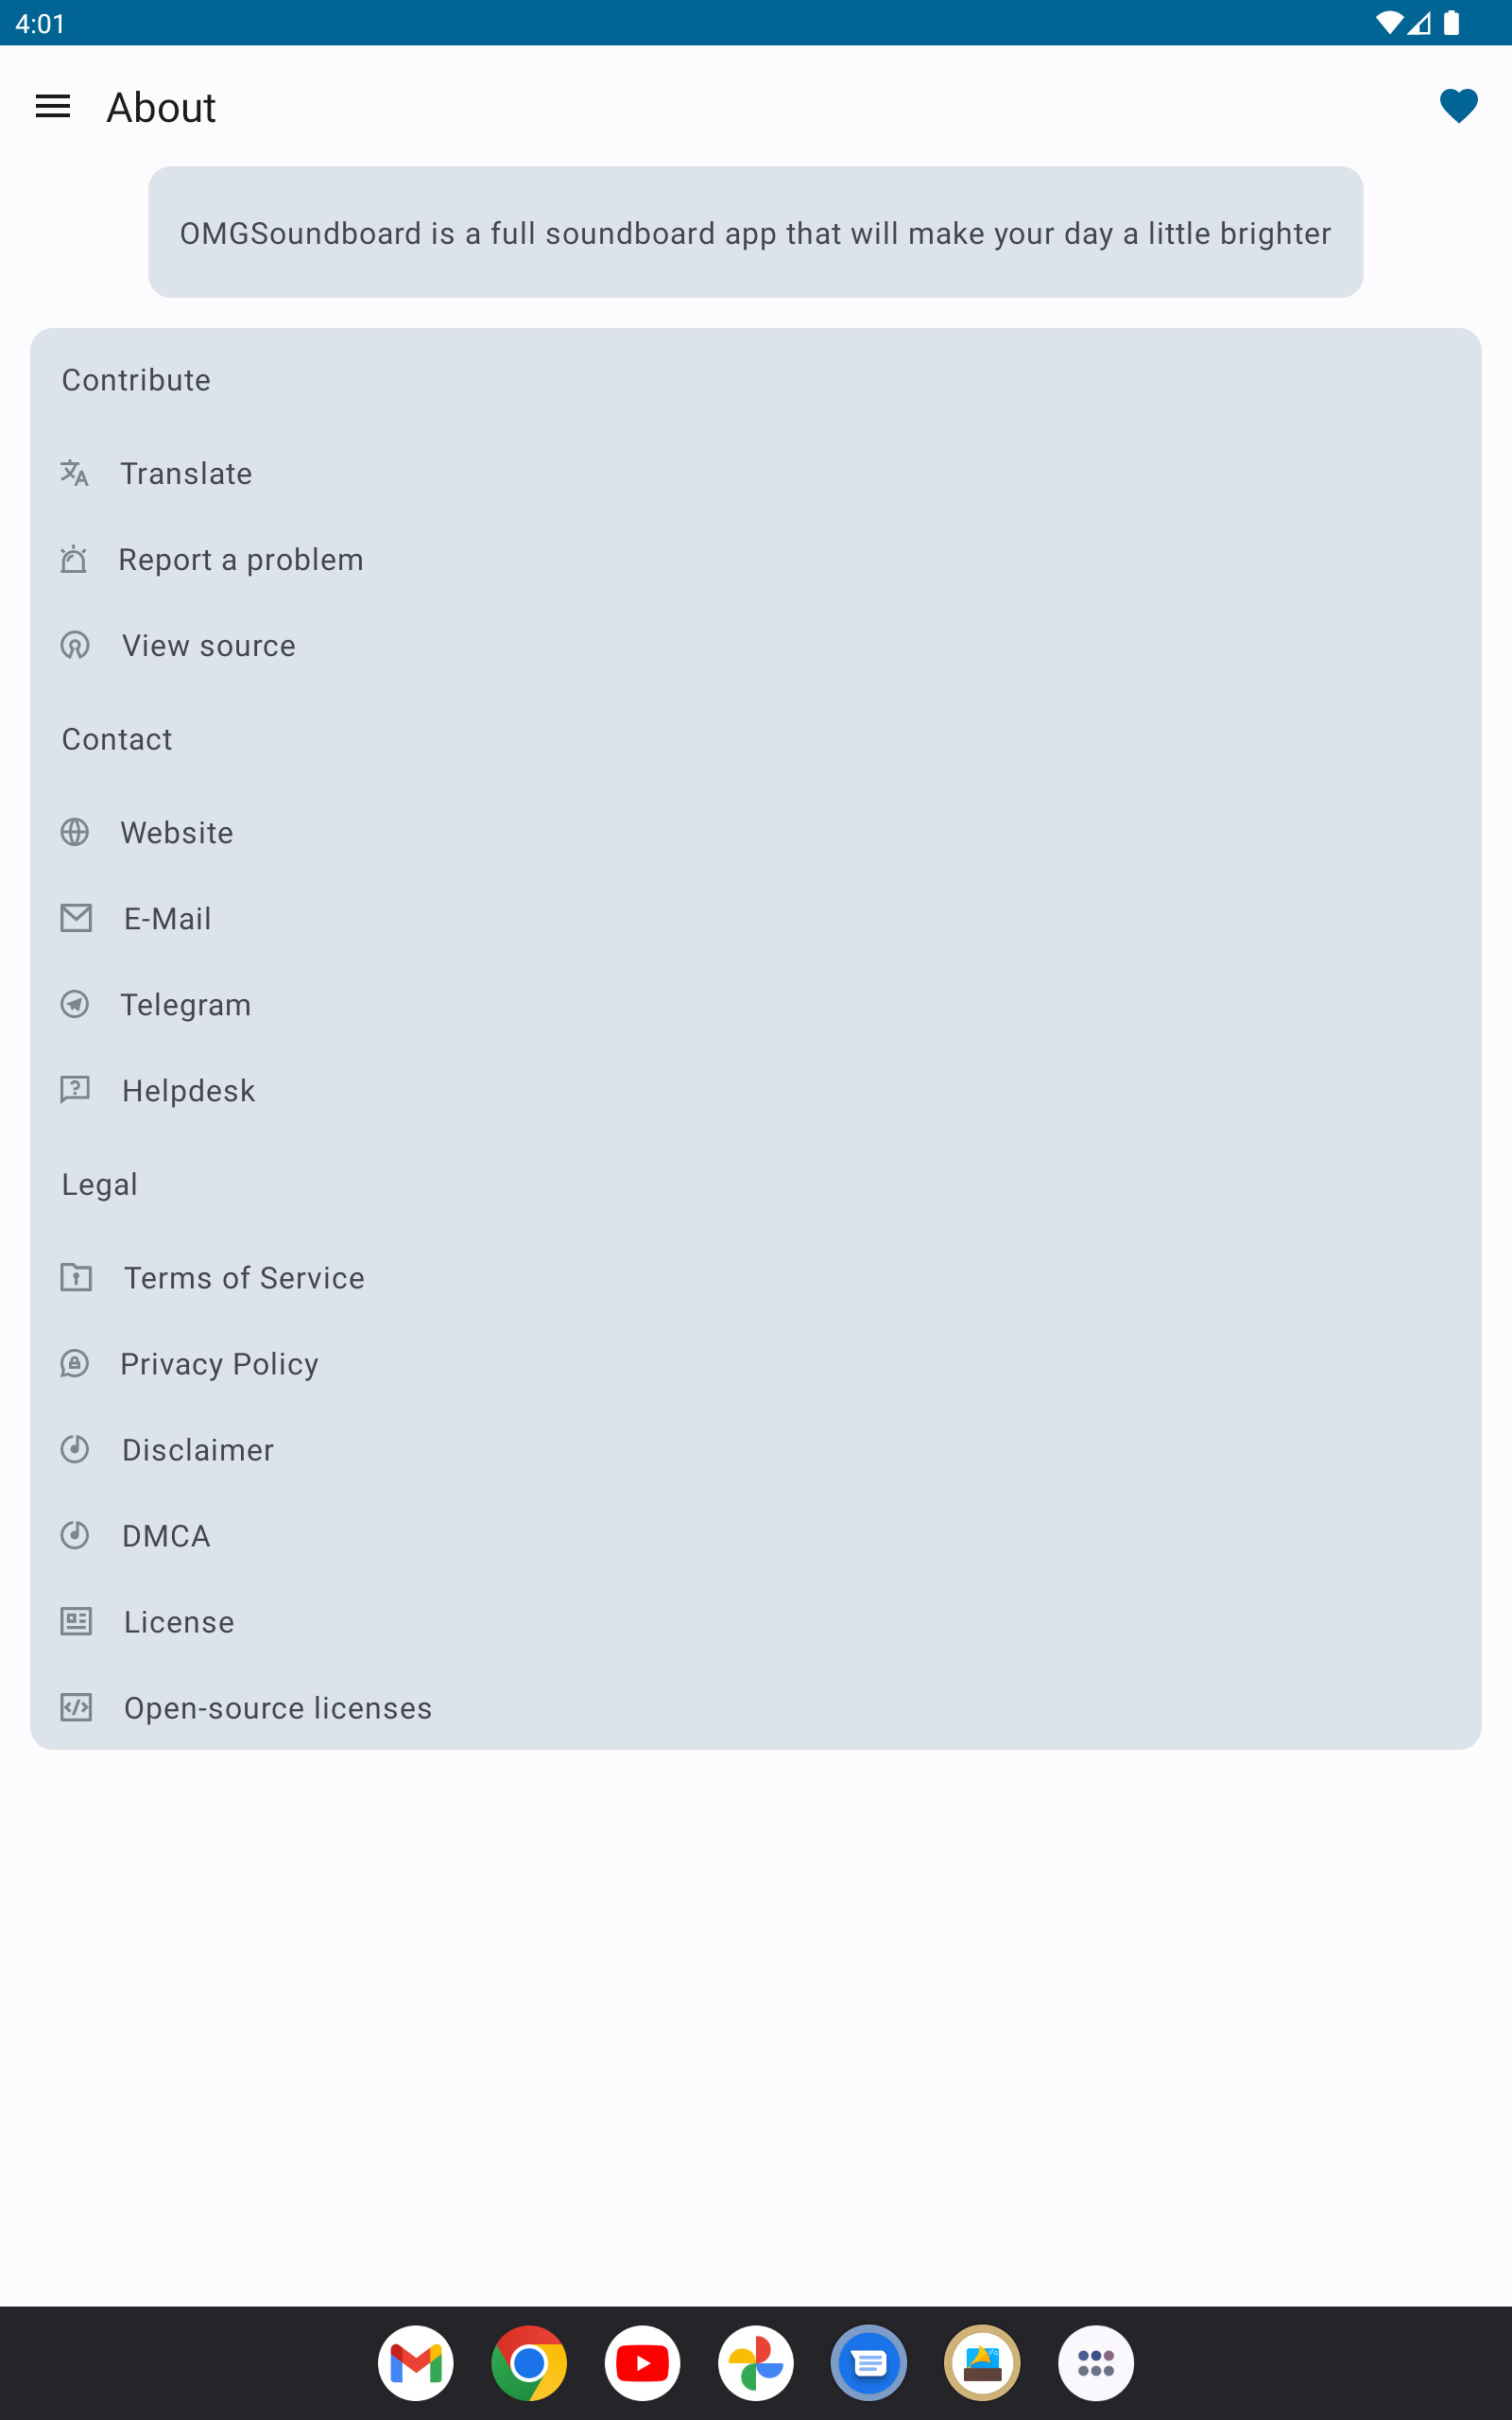 4:01
About
OMGSoundboard is a full soundboard app that will make your day a little brighter
Contribute
Translate
Report a problem
View source
Contact
Website
E-Mail
Telegram
Helpdesk
Legal
Terms of Service
Privacy Policy
Disclaimer
DMCA
License
Open-source licenses